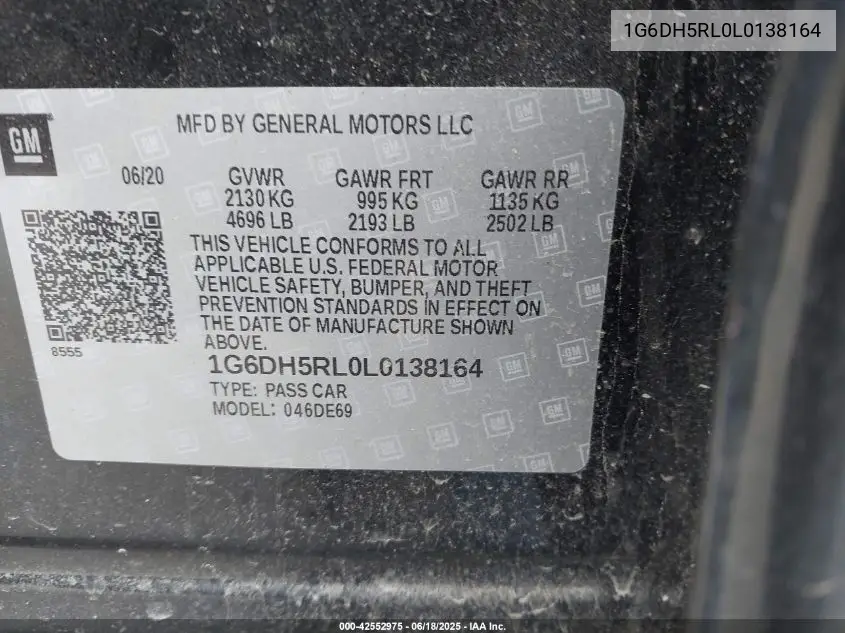 1G6DH5RL0L0138164
GM
MFD BY GENERAL MOTORS LLC
06/20 GVWR GAWR FRT GAWR RR
2130 KG 995 KG 1135 KG
4696 LB 2193 LB 2502 LB
THIS VEHICLE CONFORMS TO ALL
APPLICABLE U.S. FEDERAL MOTOR
VEHICLE SAFETY, BUMPER, AND THEFT
PREVENTION STANDARDS IN EFFECT ON
THE DATE OF MANUFACTURE SHOWN
ABOVE.
8555
1G6DH5RL0L0138164
TYPE: PASS CAR
MODEL: 046DE69
000-42552975 - 06/18/2025 - IAA Inc.